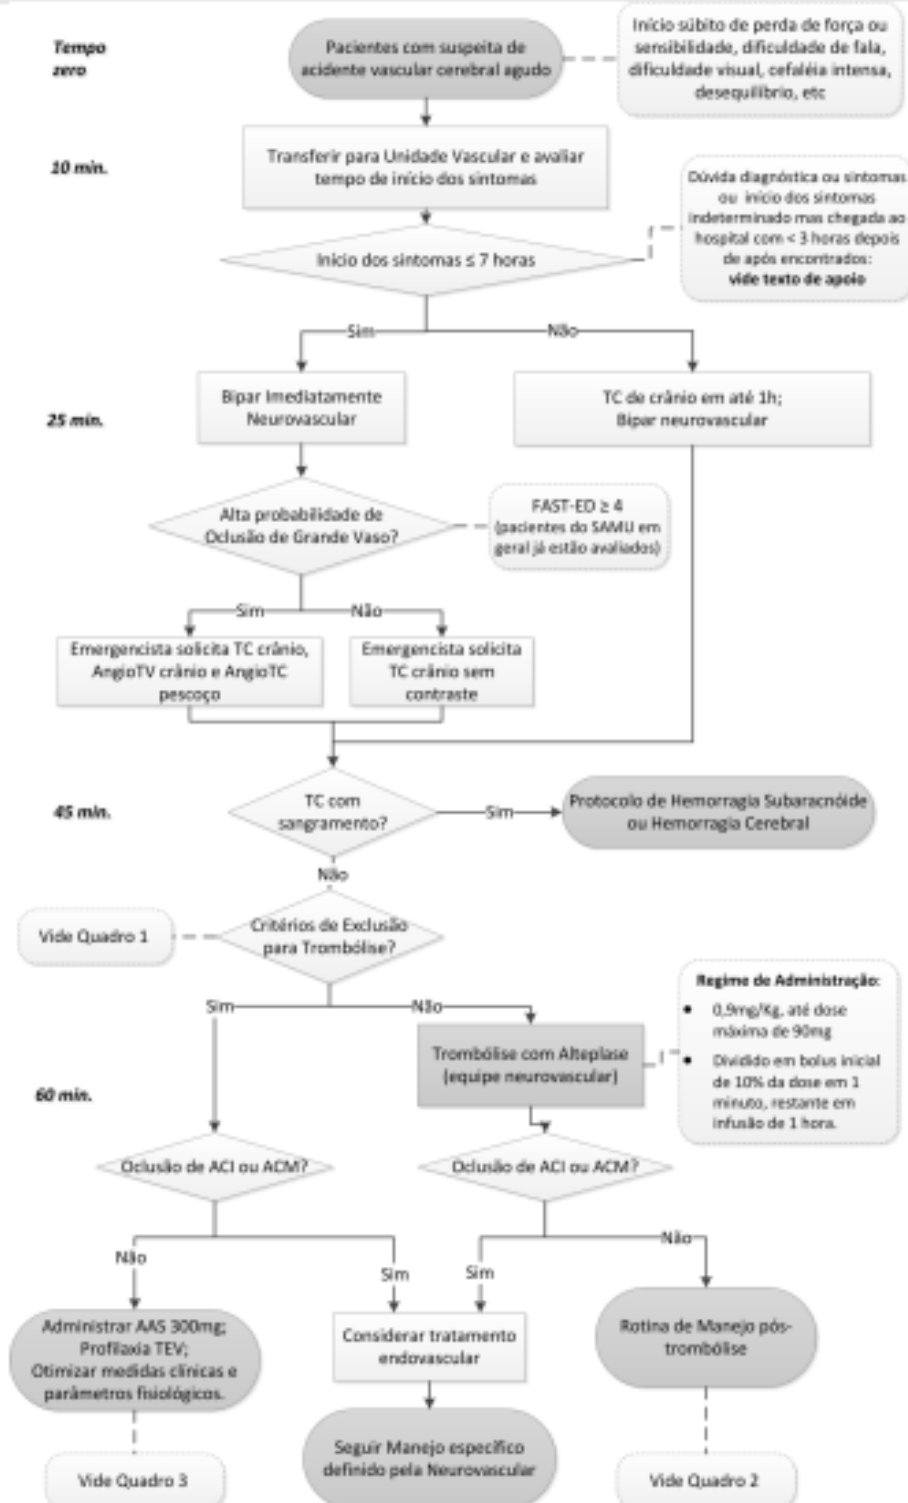 Tempo
zero
Pacientes com suspeita de
acidente vascular cerebral agudo
Início súbito de perda de força ou
sensibilidade, dificuldade de fala,
dificuldade visual, cefaléia intensa,
desequilíbrio, etc
10 min.
Transferir para Unidade Vascular e avaliar
tempo de início dos sintomas
Dúvida diagnóstica ou sintomas
ou início dos sintomas
indeterminado mas chegada ao
hospital com < 3 horas depois
de após encontrados:
vide texto de apoio
Início dos sintomas ≤ 7 horas
Sim
Não
25 min.
Bipar Imediatamente
Neurovascular
TC de crânio em até 1h;
Bipar neurovascular
Alta probabilidade de
Oclusão de Grande Vaso?
FAST-ED ≥ 4
(pacientes do SAMU em
geral já estão avaliados)
Sim
Não
Emergencista solicita TC crânio,
AngioTV crânio e AngioTC
pescoço
Emergencista solicita
TC crânio sem
contraste
45 min.
TC com
sangramento?
Sim
Protocolo de Hemorragia Subaracnóide
ou Hemorragia Cerebral
Não
Vide Quadro 1
Critérios de Exclusão
para Trombólise?
Sim
Não
Regime de Administração:
• 0,9mg/Kg, até dose
máxima de 90mg
• Dividido em bolus inicial
de 10% da dose em 1
minuto, restante em
infusão de 1 hora.
Trombólise com Alteplase
(equipe neurovascular)
60 min.
Oclusão de ACI ou ACM?
Oclusão de ACI ou ACM?
Não
Sim
Sim
Não
Administrar AAS 300mg;
Profilaxia TEV;
Otimizar medidas clínicas e
parâmetros fisiológicos.
Considerar tratamento
endovascular
Rotina de Manejo pós-
trombólise
Seguir Manejo específico
definido pela Neurovascular
Vide Quadro 3
Vide Quadro 2